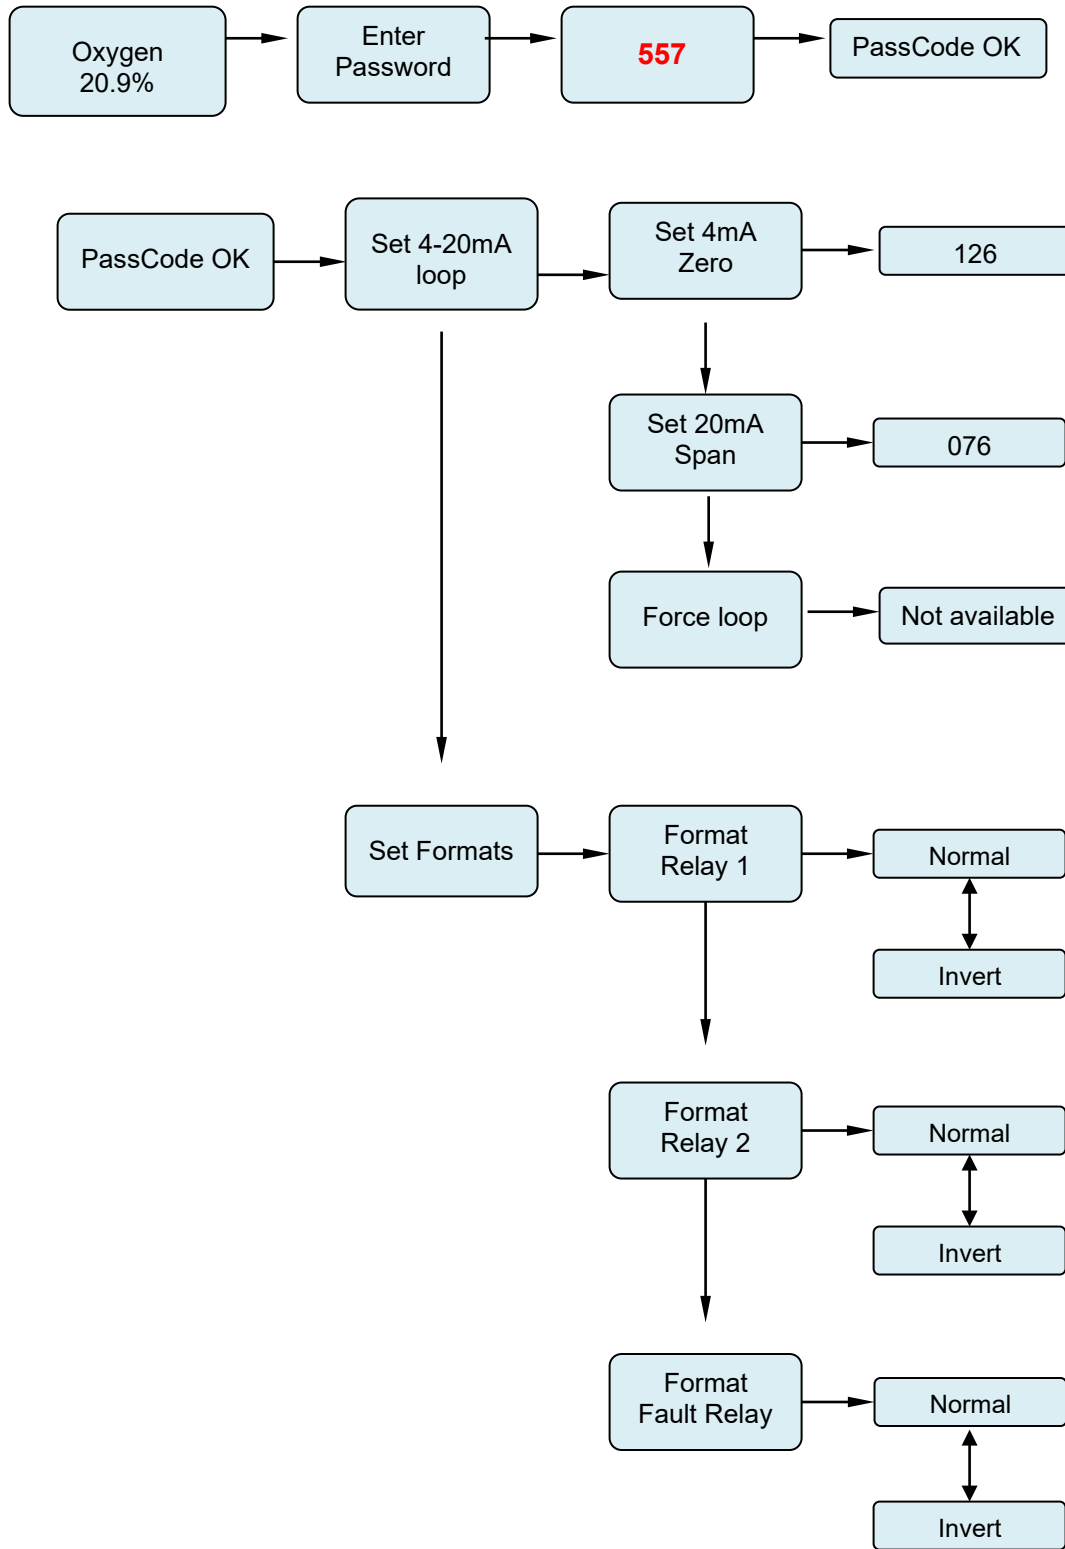 Oxygen
20.9%
Enter
Password
557
PassCode OK
PassCode OK
Set 4-20mA
loop
Set 4mA
Zero
126
Set 20mA
Span
076
Force loop
Not available
Set Formats
Format
Relay 1
Normal
Invert
Format
Relay 2
Normal
Invert
Format
Fault Relay
Normal
Invert